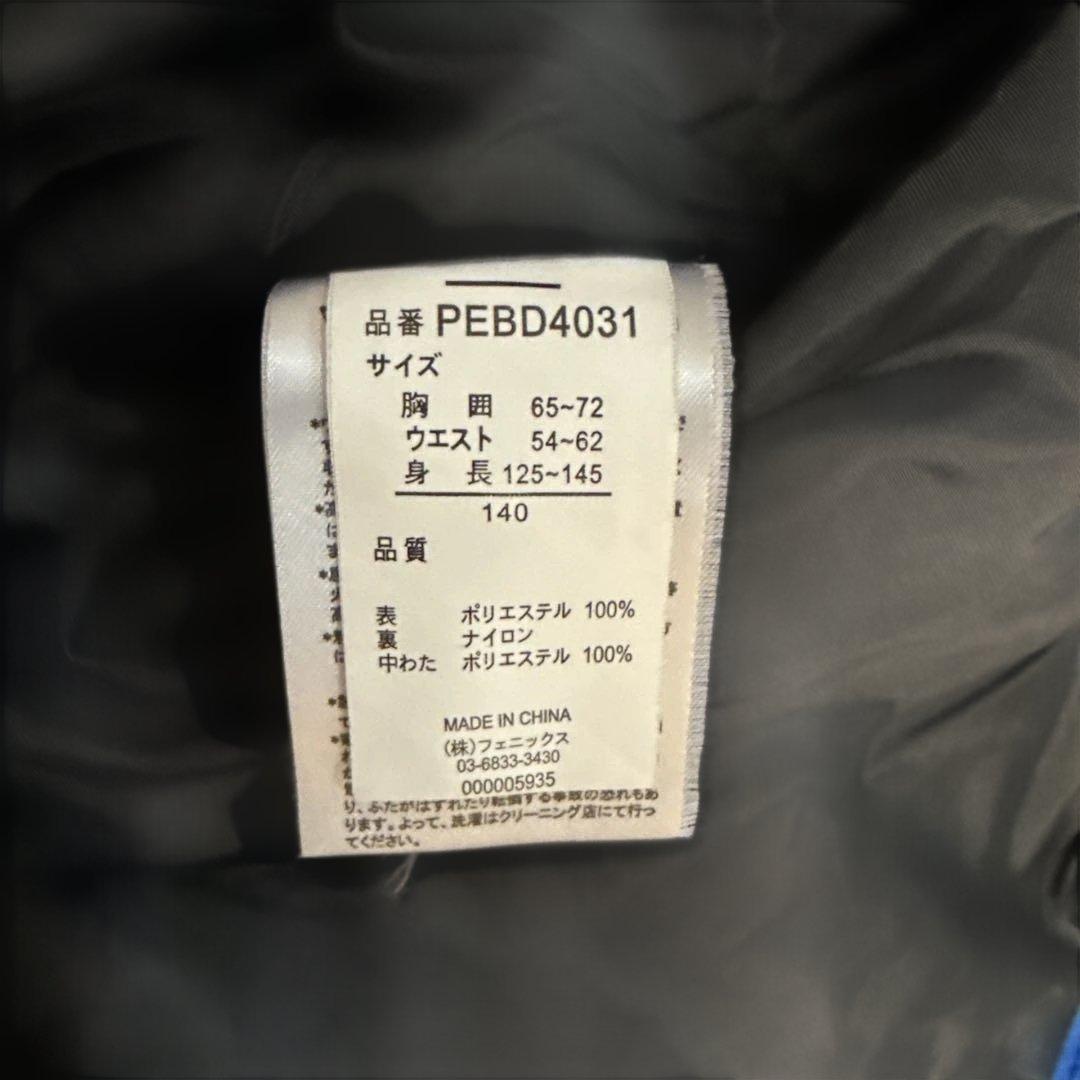 品番 PEBD4031
サイズ
胸 囲 65~72
ウエスト 54~62
身 長 125~145
140
品質
表 ポリエステル 100%
裏 ナイロン
中わた ポリエステル 100%
MADE IN CHINA
(株)フェニックス
03-6833-3430
000005935
り、ふたがはずれたり転倒する事故の恐れもあ
ります。よって、洗濯はクリーニング店にて行っ
てください。